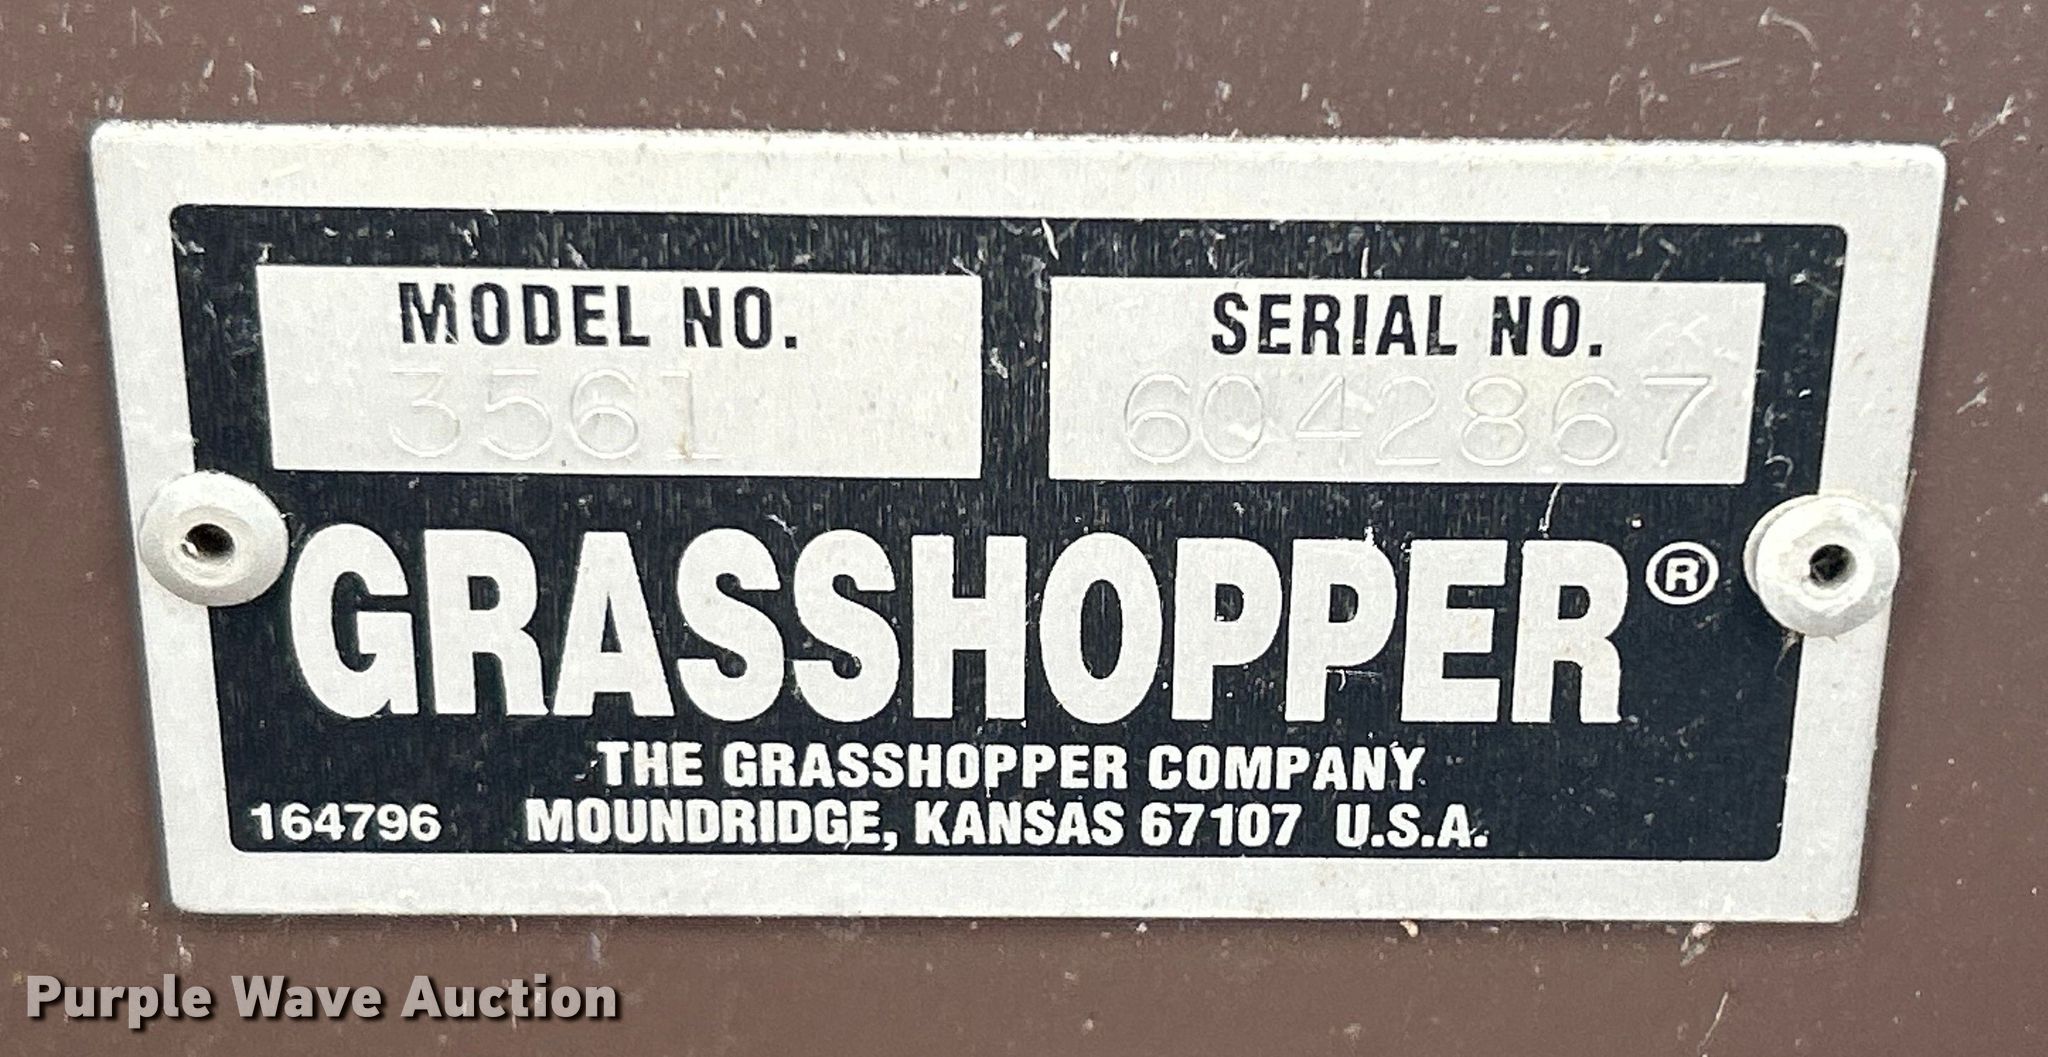 MODEL NO. SERIAL NO.
3561 6042867
GRASSHOPPER®
THE GRASSHOPPER COMPANY
164796 MOUNDRIDGE, KANSAS 67107 U.S.A.
Purple Wave Auction